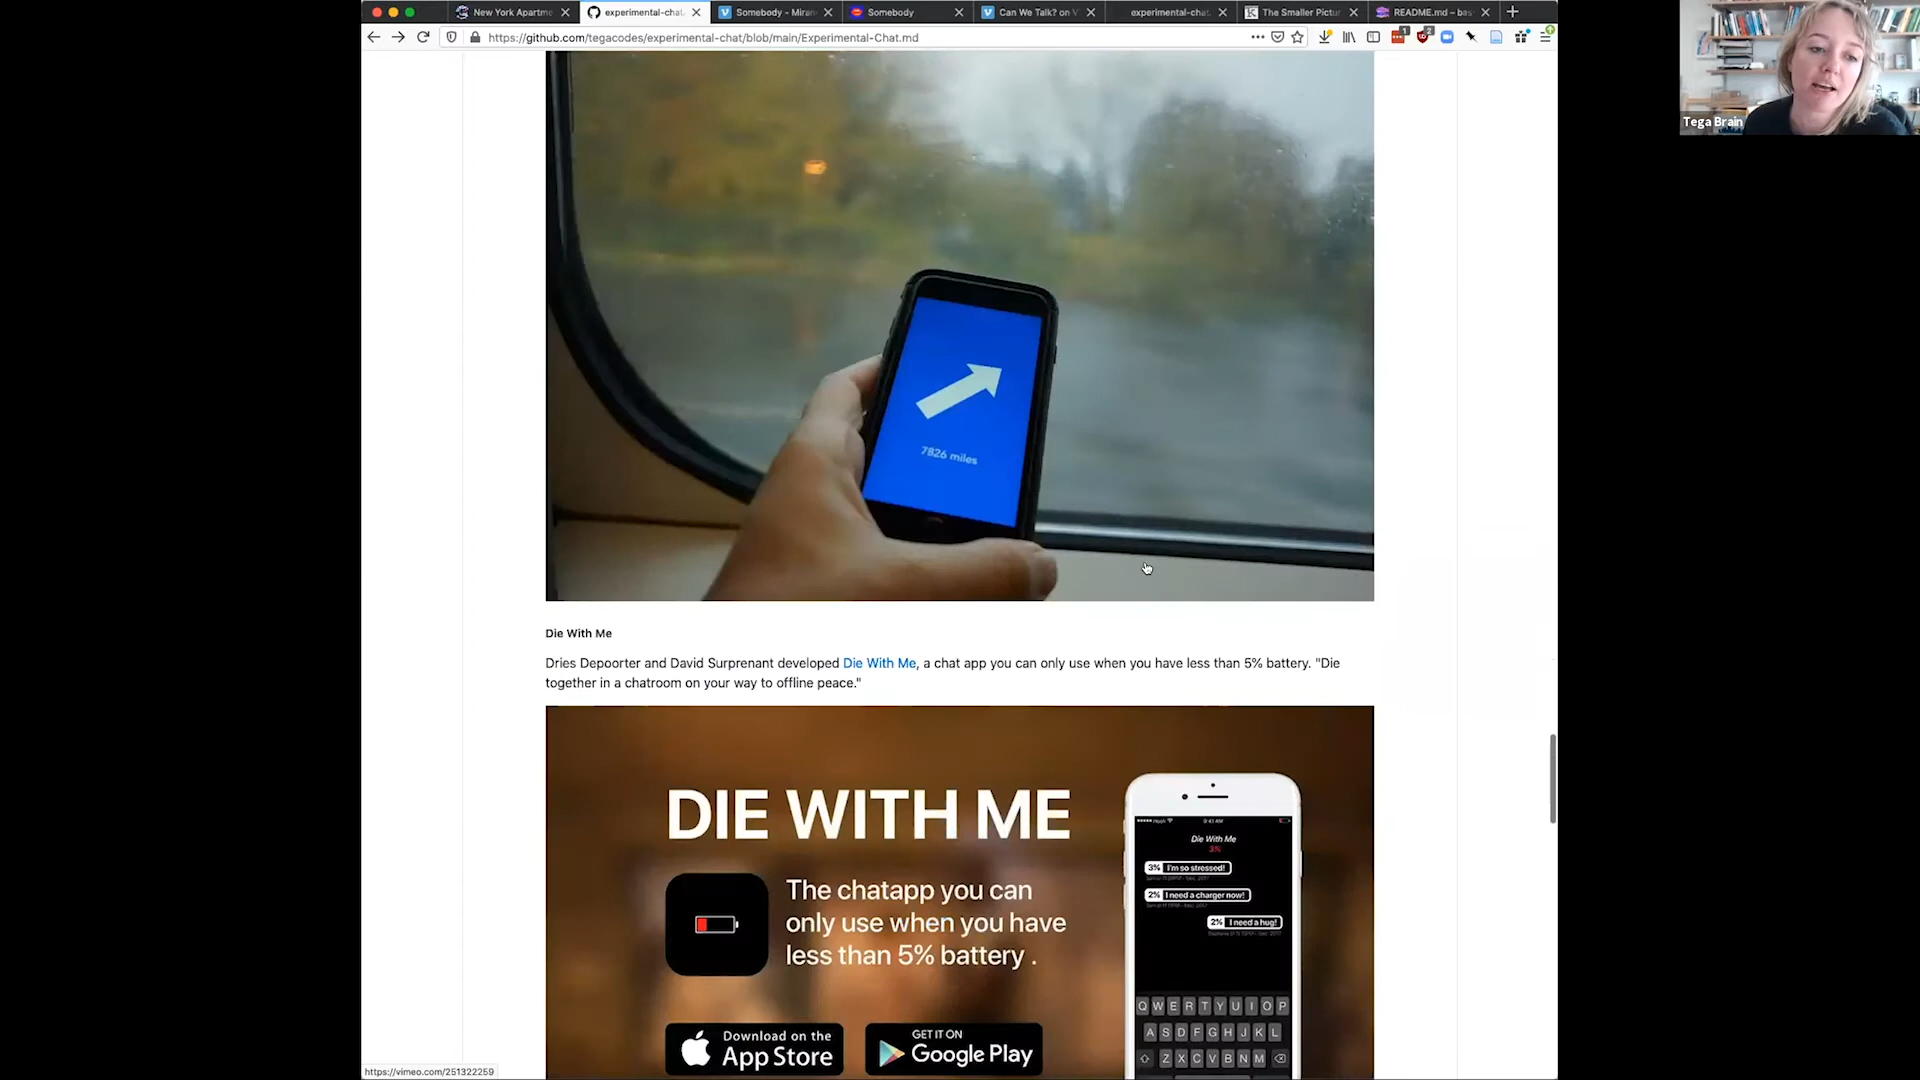 New York Apartme
experimental-chat
Somebody - Miran
Somebody
Can We Talk? on V
experimental-chat
The Smaller Pictur
README.md – bas
https://github.com/tegacodes/experimental-chat/blob/main/Experimental-Chat.md
Tega Brain
7826 miles
Die With Me
Dries Depoorter and David Surprenant developed Die With Me, a chat app you can only use when you have less than 5% battery. "Die
together in a chatroom on your way to offline peace."
DIE WITH ME
The chatapp you can
only use when you have
less than 5% battery .
Download on the
App Store
GET IT ON
Google Play
9:41 AM
Die With Me
3%
3% I'm so stressed!
2% I need a charger now!
2% I need a hug!
Q W E R T Y U I O P
A S D F G H J K L
Z X C V B N M
https://vimeo.com/251322259